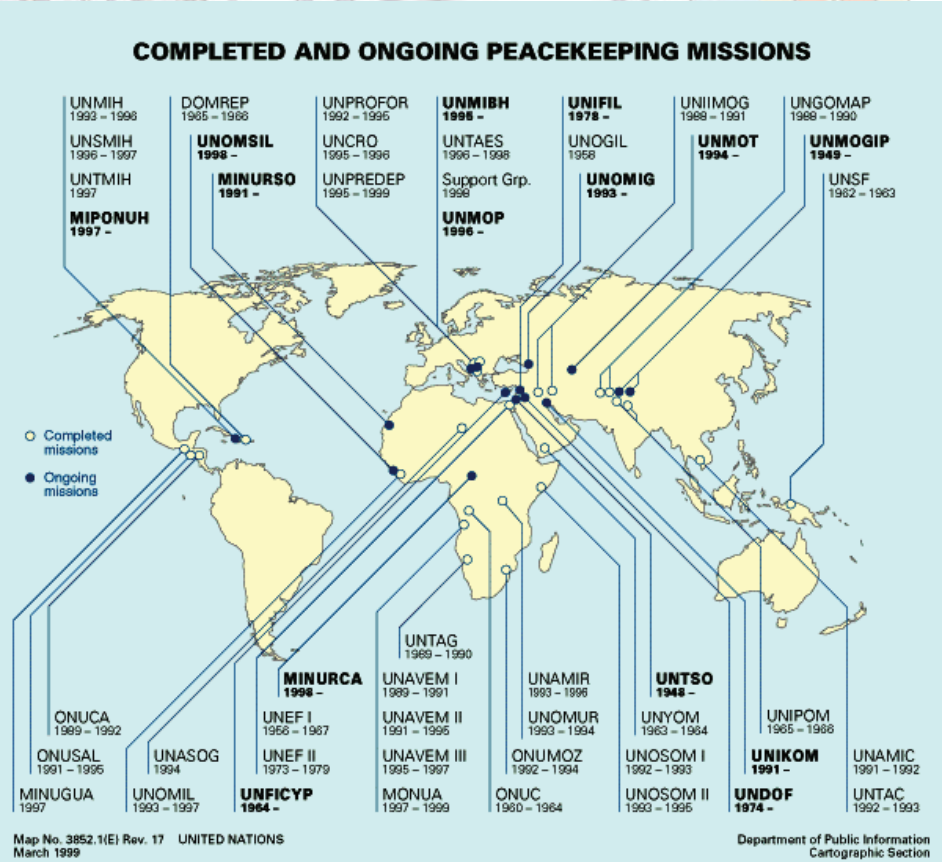 COMPLETED AND ONGOING PEACEKEEPING MISSIONS
UNMIH
1993 – 1996
UNSMIH
1996 – 1997
UNTMIH
1997
MIPONUH
1997 –
DOMREP
1965 – 1966
UNOMSIL
1998 –
MINURSO
1991 –
UNPROFOR
1992 – 1995
UNCRO
1995 – 1996
UNPREDEP
1995 – 1999
UNMIBH
1995 –
UNTAES
1996 – 1998
Support Grp.
1998
UNMOP
1996 –
UNIFIL
1978 –
UNOGIL
1958
UNOMIG
1993 –
UNIIMOG
1988 – 1991
UNMOT
1994 –
UNGOMAP
1988 – 1990
UNMOGIP
1949 –
UNSF
1962 – 1963
Completed
missions
Ongoing
missions
ONUCA
1989 – 1992
ONUSAL
1991 – 1995
MINUGUA
1997
UNASOG
1994
UNOMIL
1993 – 1997
MINURCA
1998 –
UNEF I
1956 – 1967
UNEF II
1973 – 1979
UNFICYP
1964 –
UNTAG
1989 – 1990
UNAVEM I
1989 – 1991
UNAVEM II
1991 – 1995
UNAVEM III
1995 – 1997
MONUA
1997 – 1999
UNAMIR
1993 – 1996
UNOMUR
1993 – 1994
ONUMOZ
1992 – 1994
ONUC
1960 – 1964
UNTSO
1948 –
UNYOM
1963 – 1964
UNOSOM I
1992 – 1993
UNOSOM II
1993 – 1995
UNIPOM
1965 – 1966
UNIKOM
1991 –
UNDOF
1974 –
UNAMIC
1991 – 1992
UNTAC
1992 – 1993
Map No. 3852.1(E) Rev. 17 UNITED NATIONS
March 1999
Department of Public Information
Cartographic Section